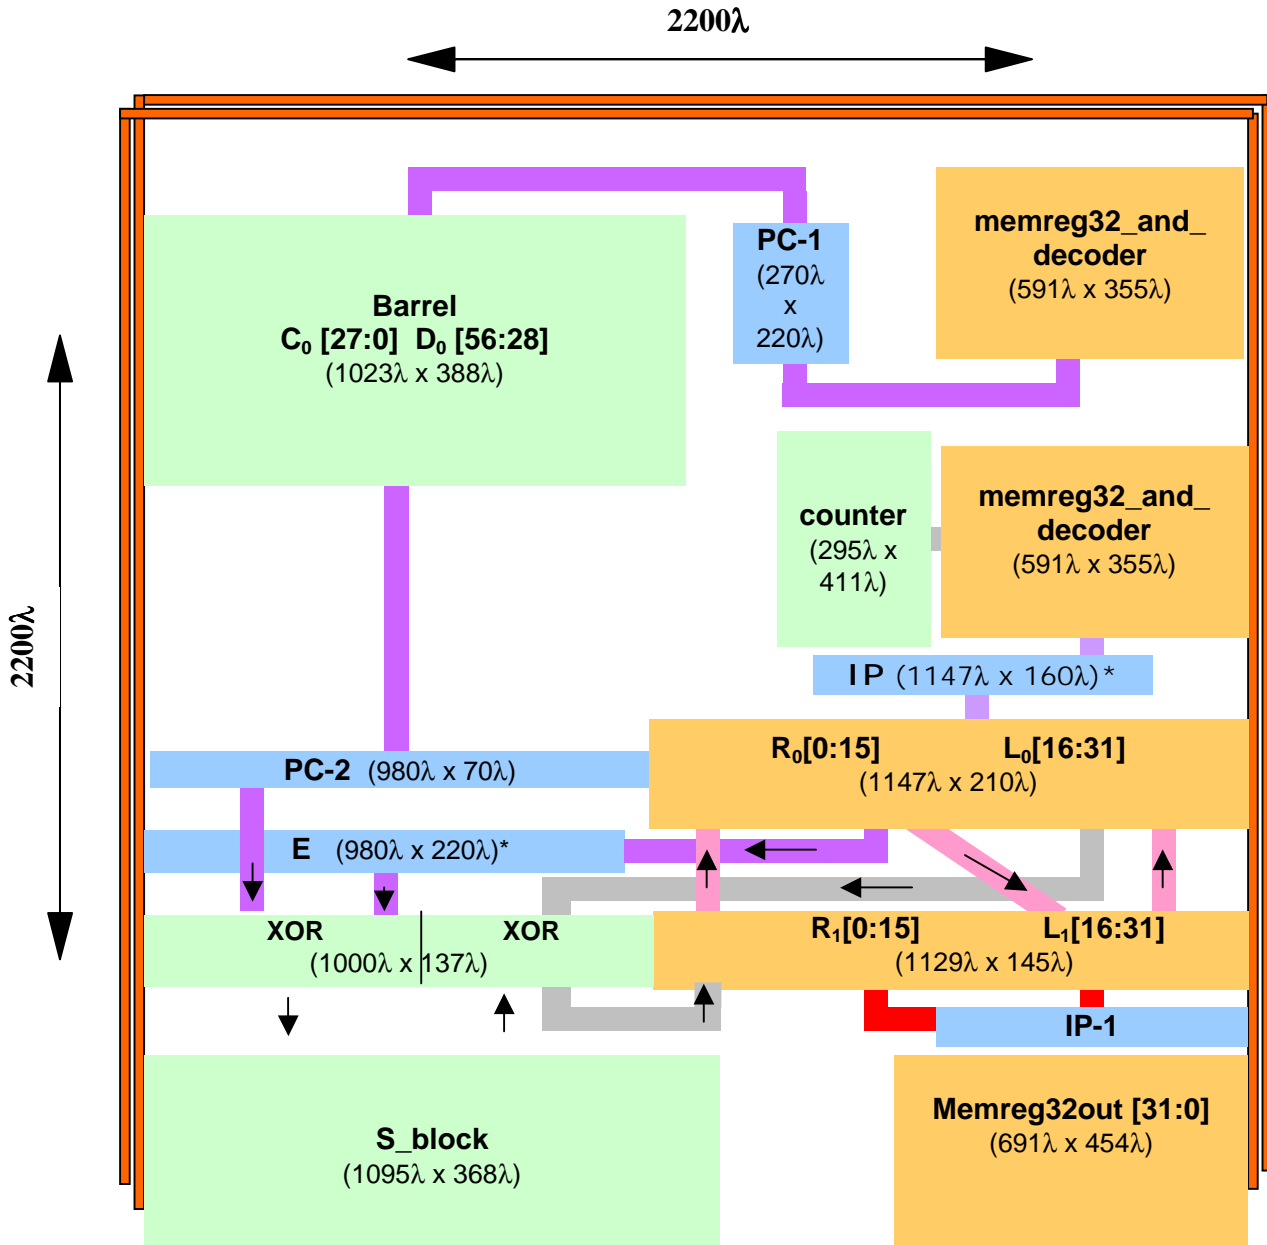 2200λ
PC-1
(270λ
x
220λ)
memreg32_and_
decoder
(591λ x 355λ)
Barrel
C₀ [27:0] D₀ [56:28]
(1023λ x 388λ)
counter
(295λ x
411λ)
memreg32_and_
decoder
(591λ x 355λ)
2200λ
IP (1147λ x 160λ)*
R₀[0:15] L₀[16:31]
(1147λ x 210λ)
PC-2 (980λ x 70λ)
E (980λ x 220λ)*
XOR XOR
(1000λ x 137λ)
R₁[0:15] L₁[16:31]
(1129λ x 145λ)
IP-1
S_block
(1095λ x 368λ)
Memreg32out [31:0]
(691λ x 454λ)